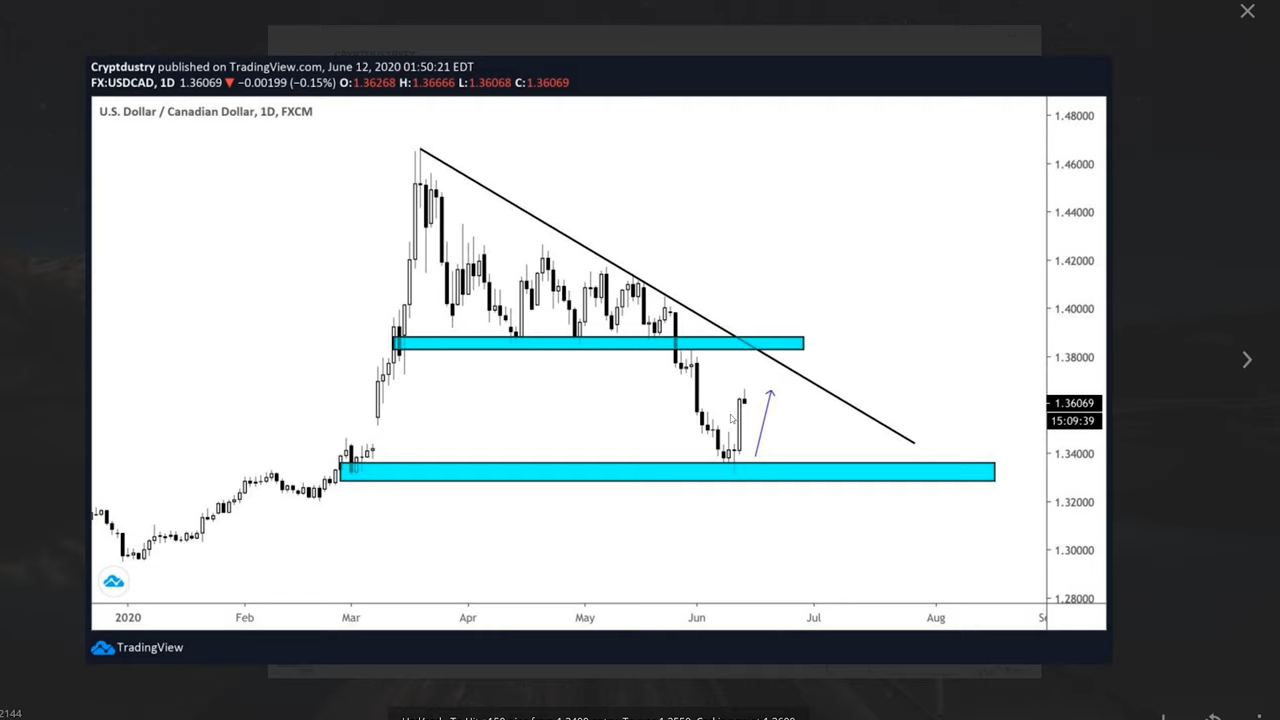 Cryptdustry published on TradingView.com, June 12, 2020 01:50:21 EDT
FX:USDCAD, 1D 1.36069 ▼ −0.00199 (−0.15%) O:1.36268 H:1.36666 L:1.36068 C:1.36069
U.S. Dollar / Canadian Dollar, 1D, FXCM
1.48000
1.46000
1.44000
1.42000
1.40000
1.38000
1.36069
15:09:39
1.34000
1.32000
1.30000
1.28000
2020 Feb Mar Apr May Jun Jul Aug
TradingView
2144